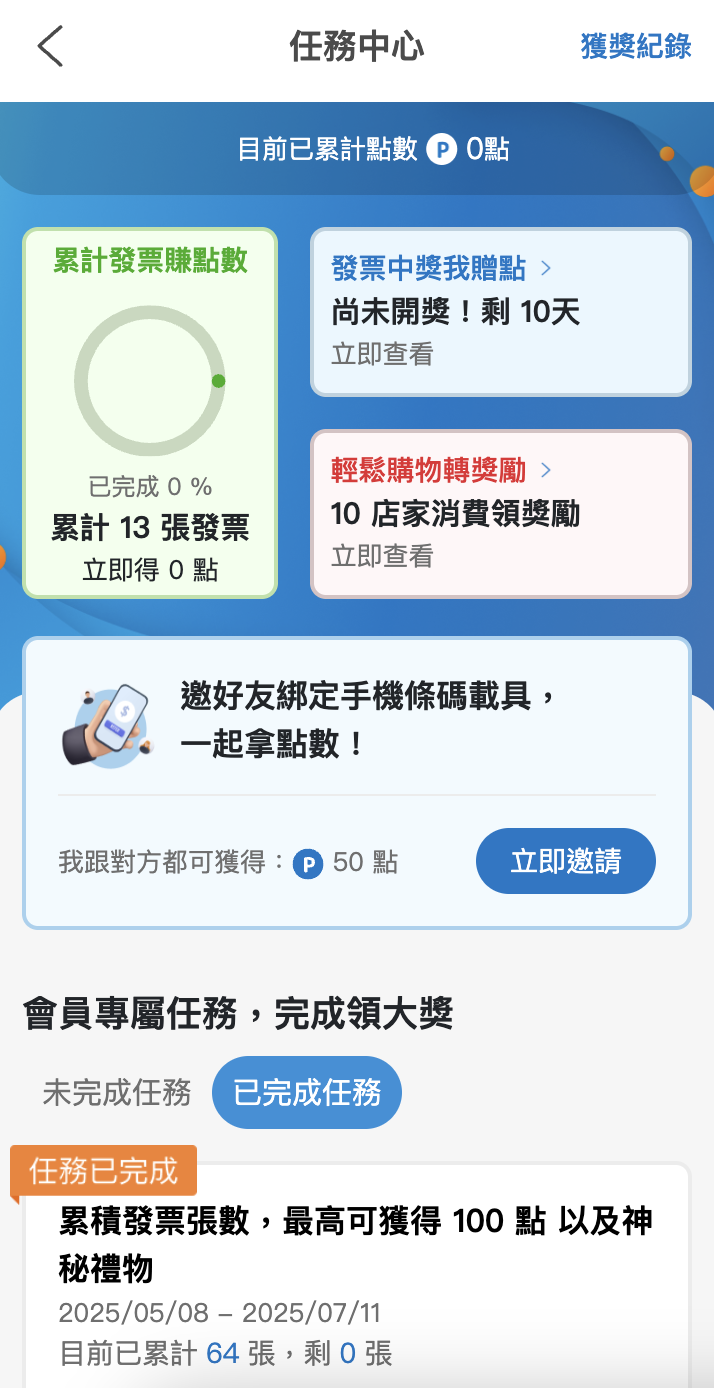 任務中心
獲獎紀錄
目前已累計點數 P 0點
累計發票賺點數
已完成 0 %
累計 13 張發票
立即得 0 點
發票中獎我贈點
尚未開獎！剩 10天
立即查看
輕鬆購物轉獎勵
10 店家消費領獎勵
立即查看
邀好友綁定手機條碼載具，
一起拿點數！
我跟對方都可獲得：P 50 點
立即邀請
會員專屬任務，完成領大獎
未完成任務
已完成任務
任務已完成
累積發票張數，最高可獲得 100 點 以及神
秘禮物
2025/05/08 – 2025/07/11
目前已累計 64 張，剩 0 張